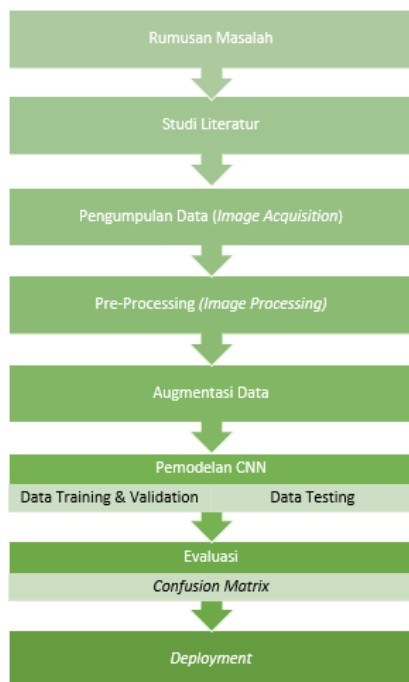 Rumusan Masalah
Studi Literatur
Pengumpulan Data (Image Acquisition)
Pre-Processing (Image Processing)
Augmentasi Data
Pemodelan CNN
Data Training & Validation Data Testing
Evaluasi
Confusion Matrix
Deployment